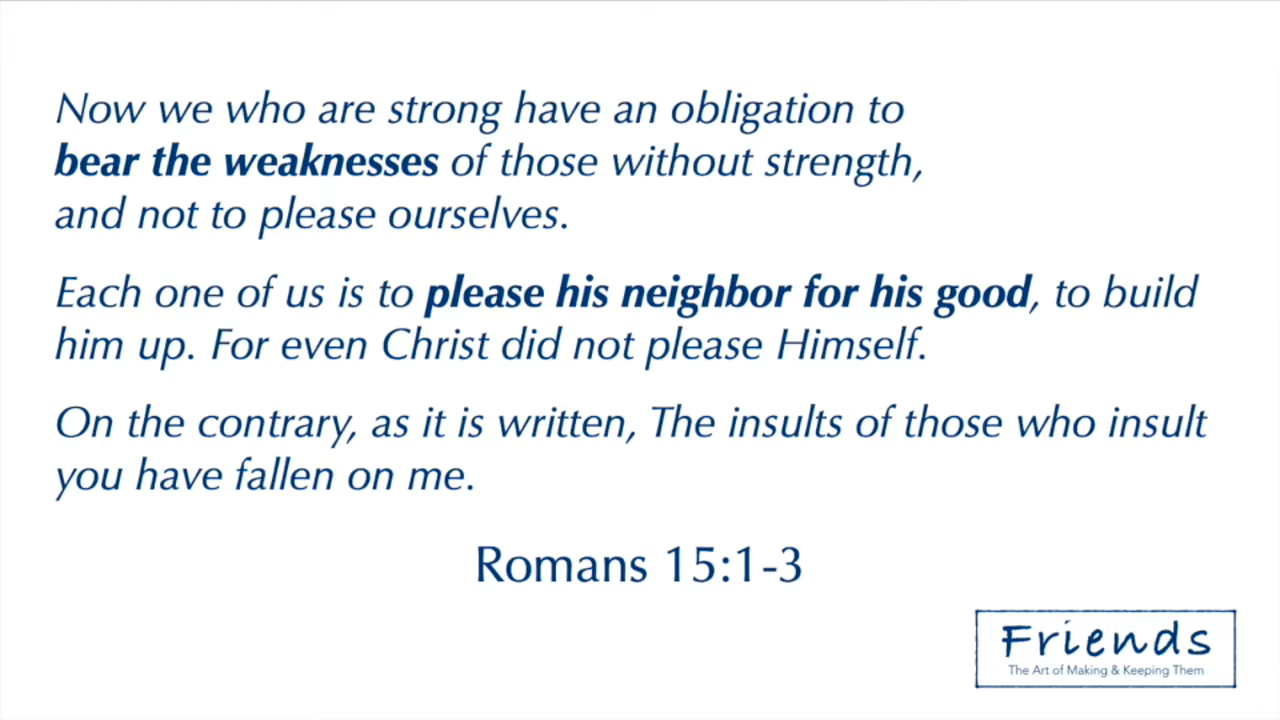 Now we who are strong have an obligation to
bear the weaknesses of those without strength,
and not to please ourselves.
Each one of us is to please his neighbor for his good, to build
him up. For even Christ did not please Himself.
On the contrary, as it is written, The insults of those who insult
you have fallen on me.
Romans 15:1-3
Friends
The Art of Making & Keeping Them